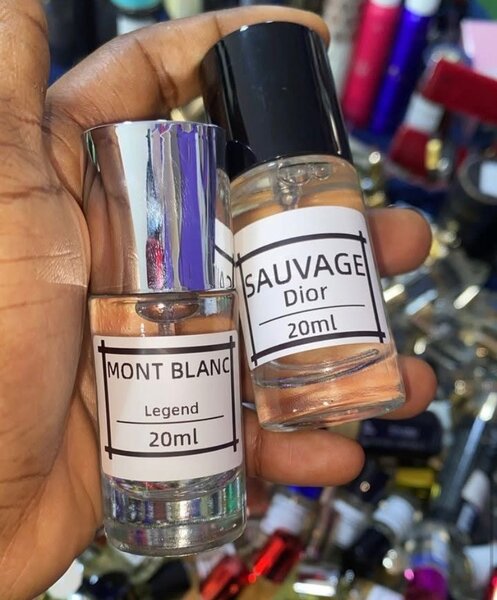 MONT BLANC
Legend
20ml
SAUVAGE
Dior
20ml